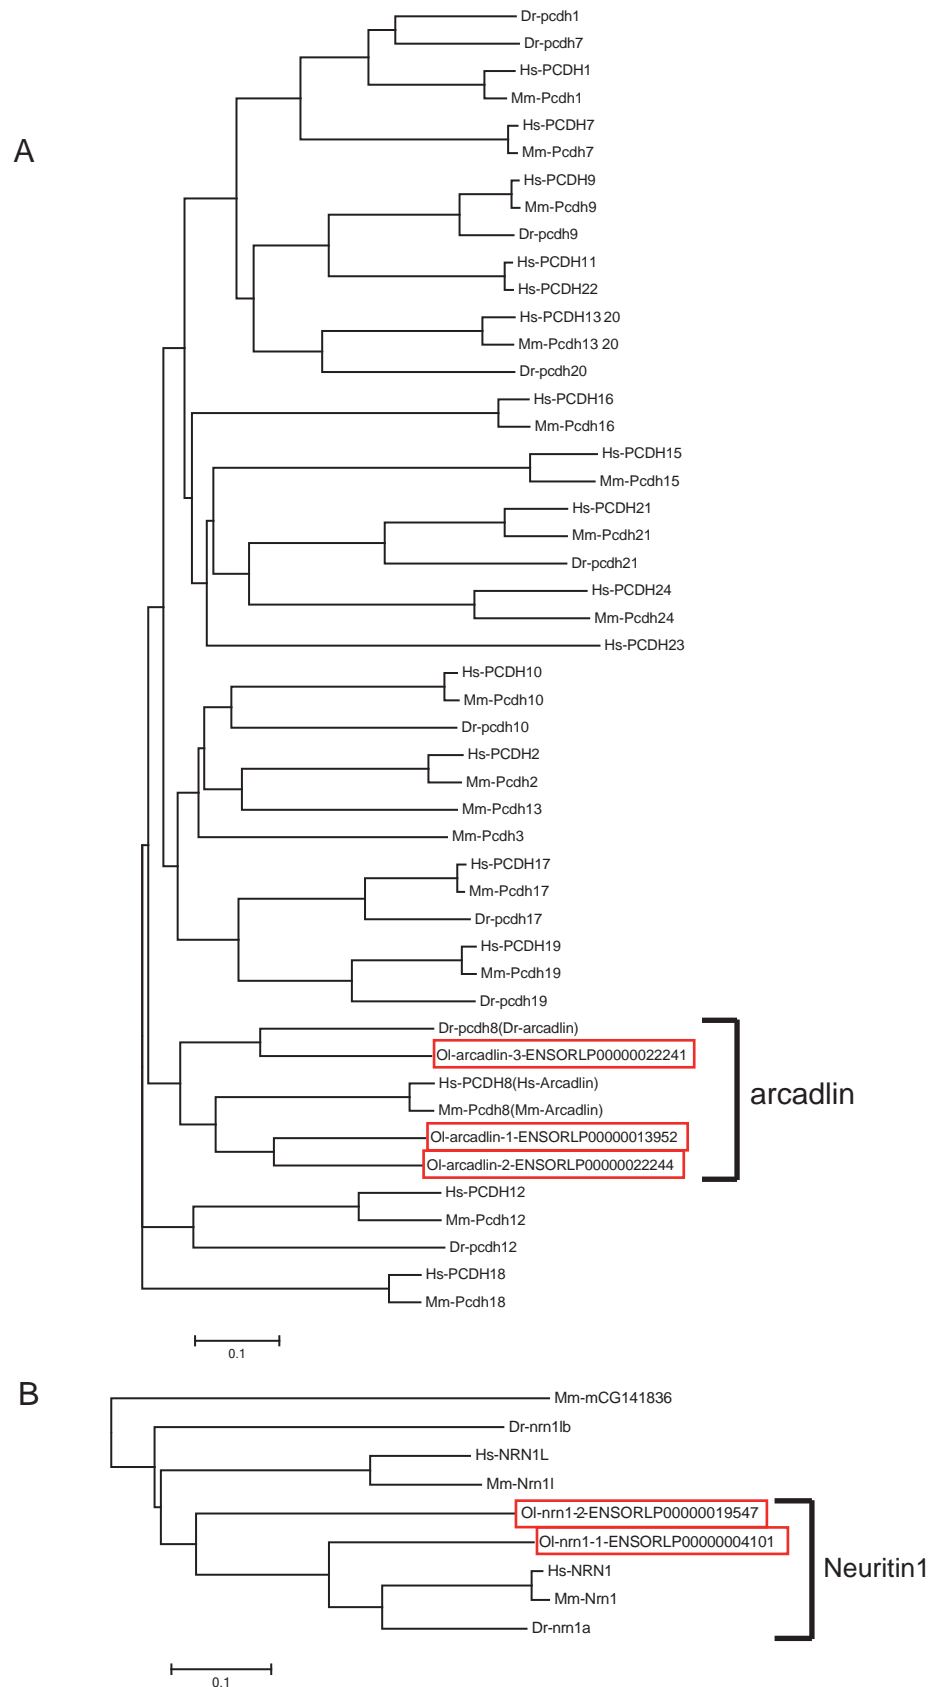 A
Dr-pcdh1
Dr-pcdh7
Hs-PCDH1
Mm-Pcdh1
Hs-PCDH7
Mm-Pcdh7
Hs-PCDH9
Mm-Pcdh9
Dr-pcdh9
Hs-PCDH11
Hs-PCDH22
Hs-PCDH13 20
Mm-Pcdh13 20
Dr-pcdh20
Hs-PCDH16
Mm-Pcdh16
Hs-PCDH15
Mm-Pcdh15
Hs-PCDH21
Mm-Pcdh21
Dr-pcdh21
Hs-PCDH24
Mm-Pcdh24
Hs-PCDH23
Hs-PCDH10
Mm-Pcdh10
Dr-pcdh10
Hs-PCDH2
Mm-Pcdh2
Mm-Pcdh13
Mm-Pcdh3
Hs-PCDH17
Mm-Pcdh17
Dr-pcdh17
Hs-PCDH19
Mm-Pcdh19
Dr-pcdh19
Dr-pcdh8(Dr-arcadlin)
Ol-arcadlin-3-ENSORLP00000022241
Hs-PCDH8(Hs-Arcadlin)
arcadlin
Mm-Pcdh8(Mm-Arcadlin)
Ol-arcadlin-1-ENSORLP00000013952
Ol-arcadlin-2-ENSORLP00000022244
Hs-PCDH12
Mm-Pcdh12
Dr-pcdh12
Hs-PCDH18
Mm-Pcdh18
0.1
B
Mm-mCG141836
Dr-nrn1lb
Hs-NRN1L
Mm-Nrn1l
Ol-nrn1-2-ENSORLP00000019547
Ol-nrn1-1-ENSORLP00000004101
Neuritin1
Hs-NRN1
Mm-Nrn1
Dr-nrn1a
0.1